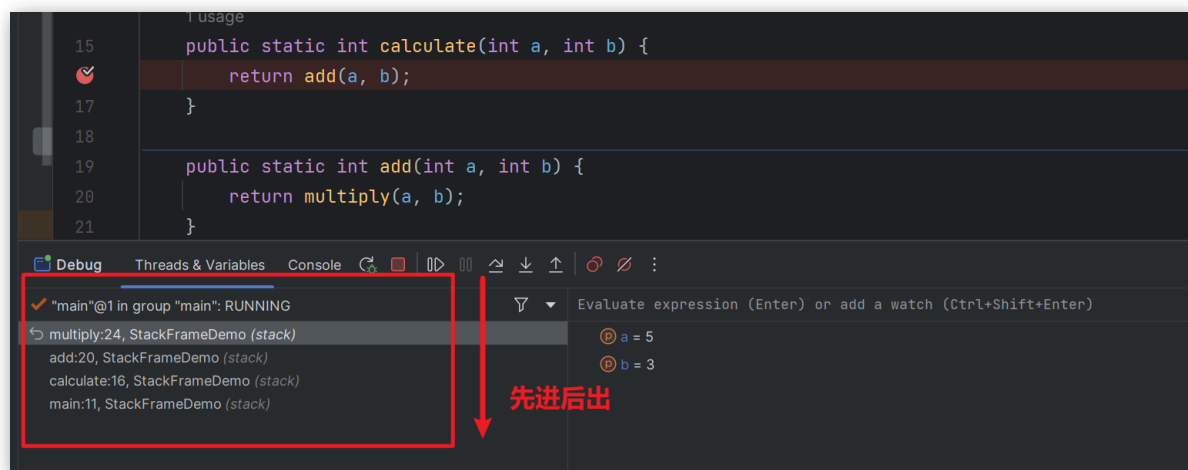 1 usage
15 public static int calculate(int a, int b) {
return add(a, b);
17 }
18
19 public static int add(int a, int b) {
20 return multiply(a, b);
21 }
Debug Threads & Variables Console
"main"@1 in group "main": RUNNING
Evaluate expression (Enter) or add a watch (Ctrl+Shift+Enter)
multiply:24, StackFrameDemo (stack)
p a = 5
add:20, StackFrameDemo (stack)
p b = 3
calculate:16, StackFrameDemo (stack)
main:11, StackFrameDemo (stack)
先进后出